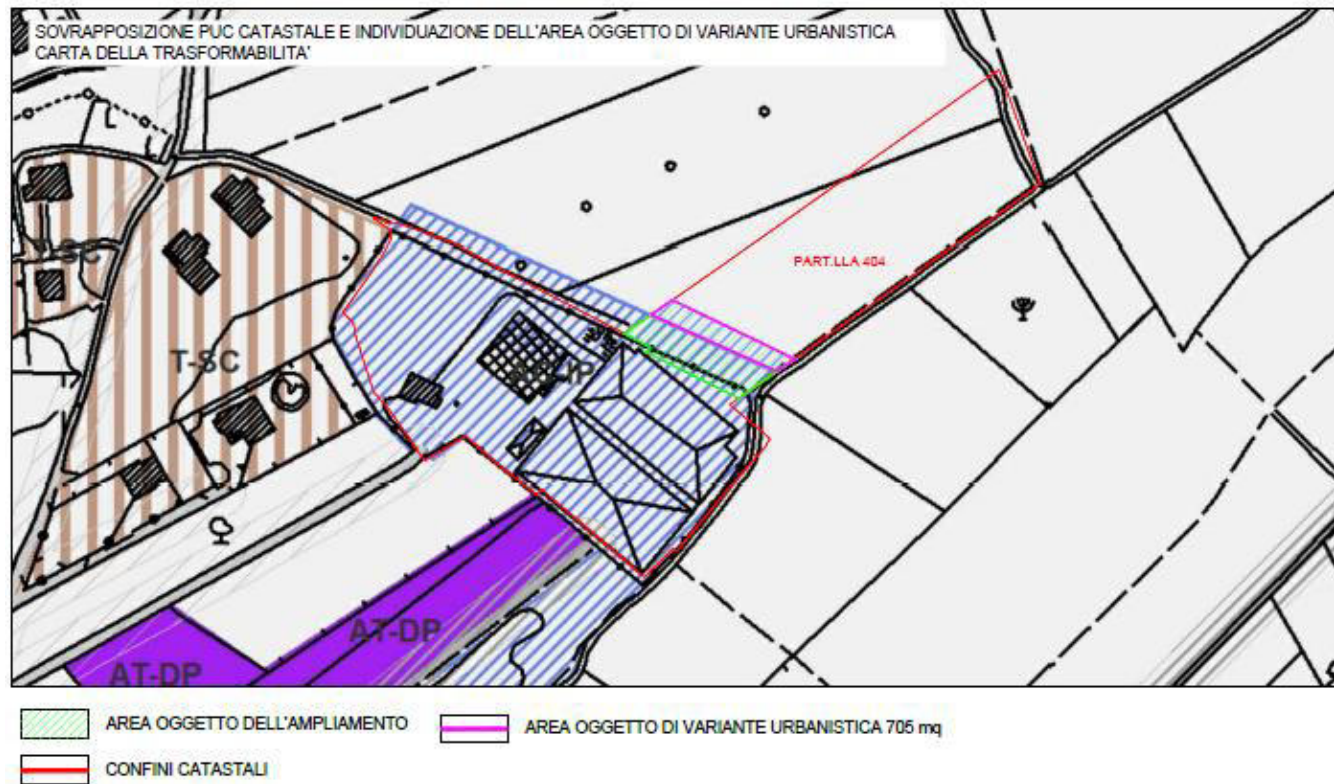 SOVRAPPOSIZIONE PUC CATASTALE E INDIVIDUAZIONE DELL'AREA OGGETTO DI VARIANTE URBANISTICA
CARTA DELLA TRASFORMABILITA'
PART.LLA 404
T-SC
AT-DP
AT-DP
AREA OGGETTO DELL'AMPLIAMENTO
AREA OGGETTO DI VARIANTE URBANISTICA 705 mq
CONFINI CATASTALI